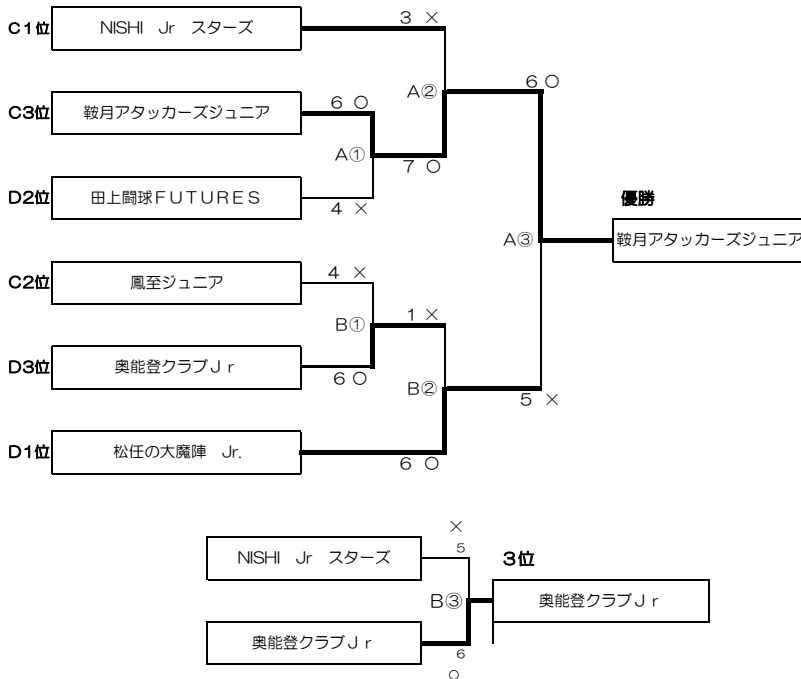 3 ×
C1位 NISHI Jr スターズ
6 ○
A②
C3位 鞍月アタッカーズジュニア
6 ○
A①
7 ○
D2位 田上闘球FUTURES
4 ×
優勝
A③
鞍月アタッカーズジュニア
C2位 鳳至ジュニア
4 ×
B①
1 ×
D3位 奥能登クラブJr
6 ○
B②
5 ×
D1位 松任の大魔陣 Jr.
6 ○
×
5
NISHI Jr スターズ
3位
B③
奥能登クラブJr
奥能登クラブJr
6
○